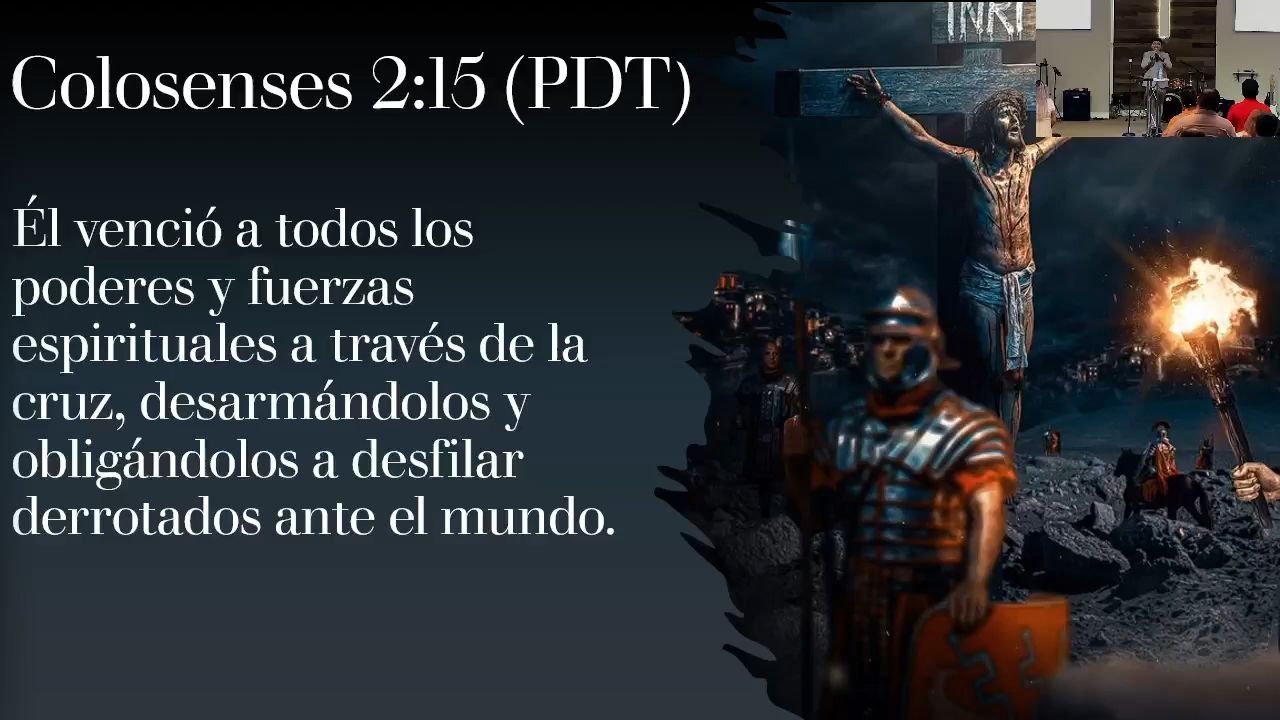 Colosenses 2:15 (PDT)
Él venció a todos los
poderes y fuerzas
espirituales a través de la
cruz, desarmándolos y
obligándolos a desfilar
derrotados ante el mundo.
INRI